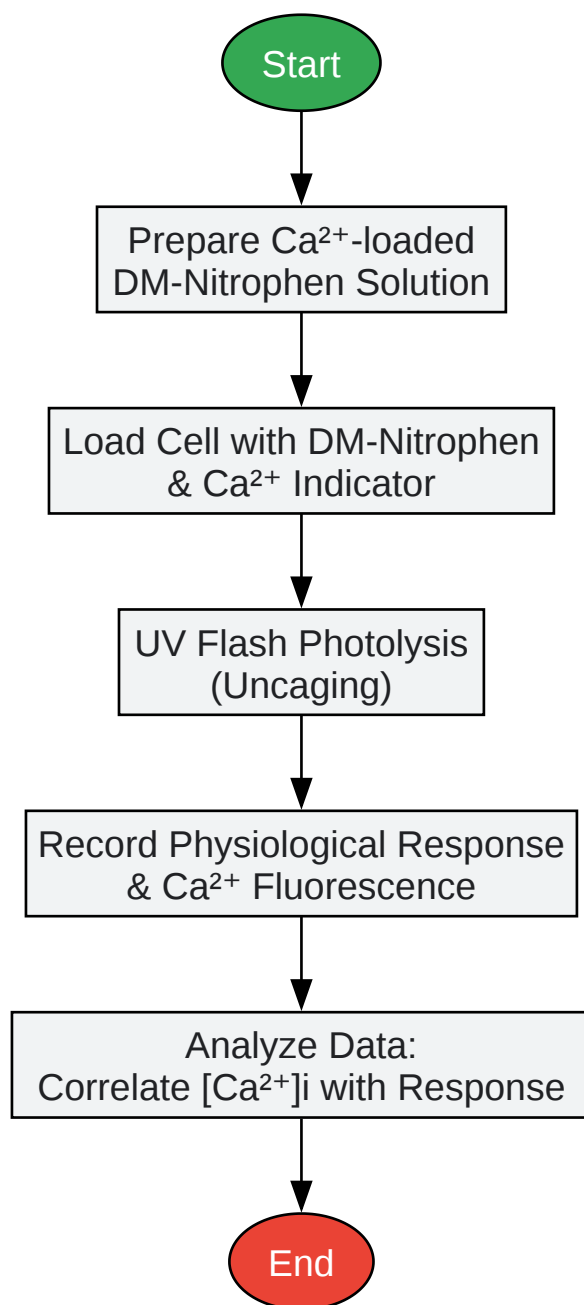 Start
Prepare Ca²⁺-loaded
DM-Nitrophen Solution
Load Cell with DM-Nitrophen
& Ca²⁺ Indicator
UV Flash Photolysis
(Uncaging)
Record Physiological Response
& Ca²⁺ Fluorescence
Analyze Data:
Correlate [Ca²⁺]i with Response
End